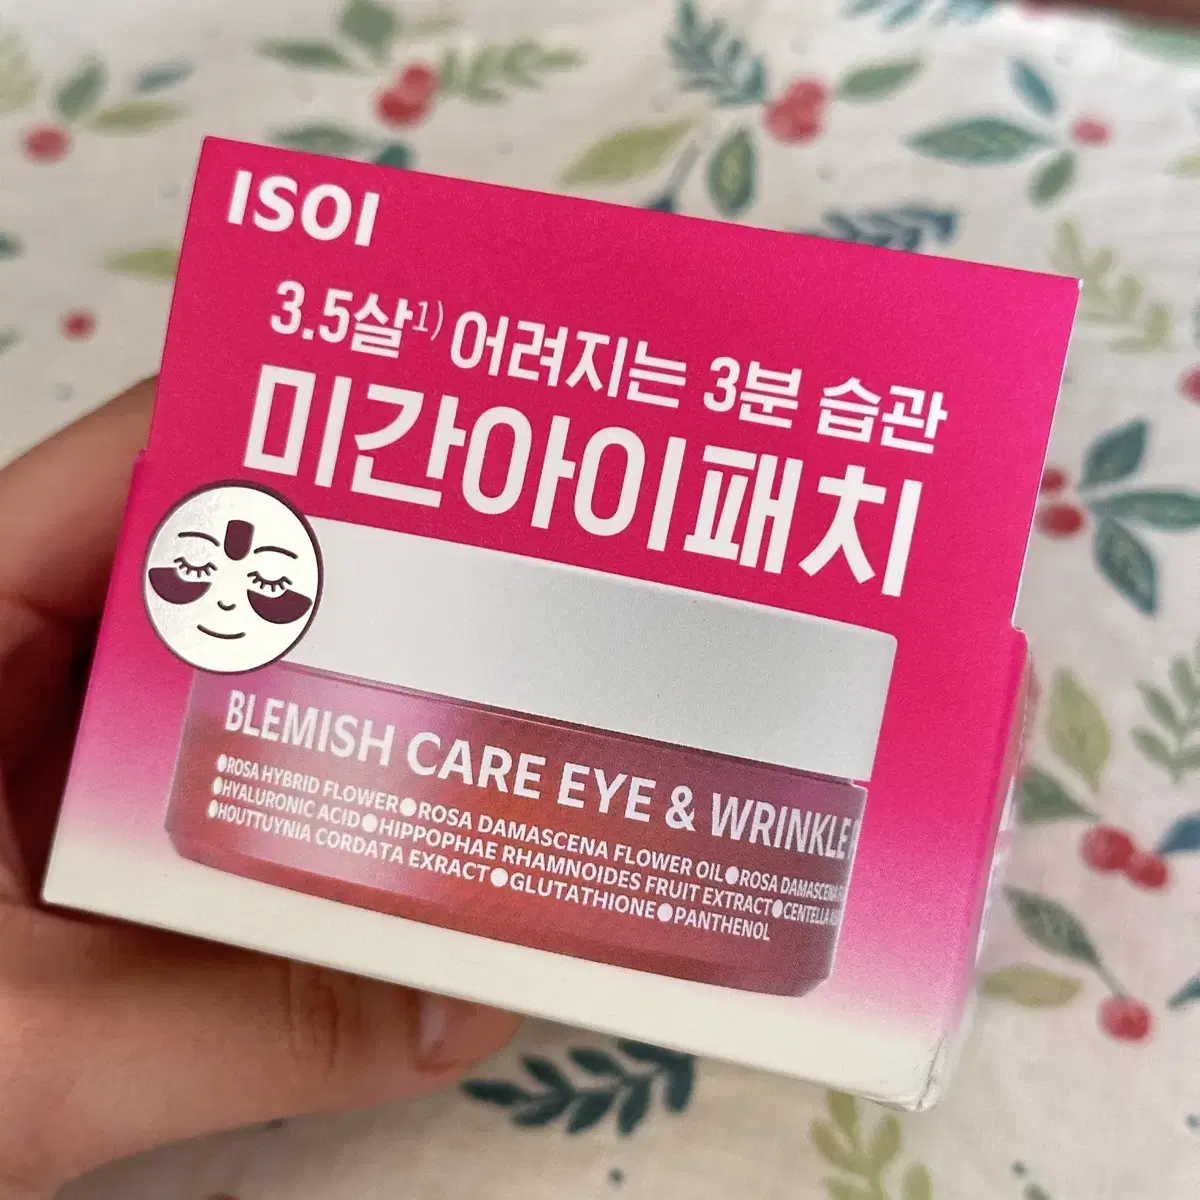 ISOI
3.5살¹⁾ 어려지는 3분 습관
미간아이패치
BLEMISH CARE EYE & WRINKLE
●ROSA HYBRID FLOWER●ROSA DAMASCENA FLOWER OIL●ROSA DAMASCENA
●HYALURONIC ACID●HIPPOPHAE RHAMNOIDES FRUIT EXTRACT●CENTELLA
●HOUTTUYNIA CORDATA EXRACT●GLUTATHIONE●PANTHENOL